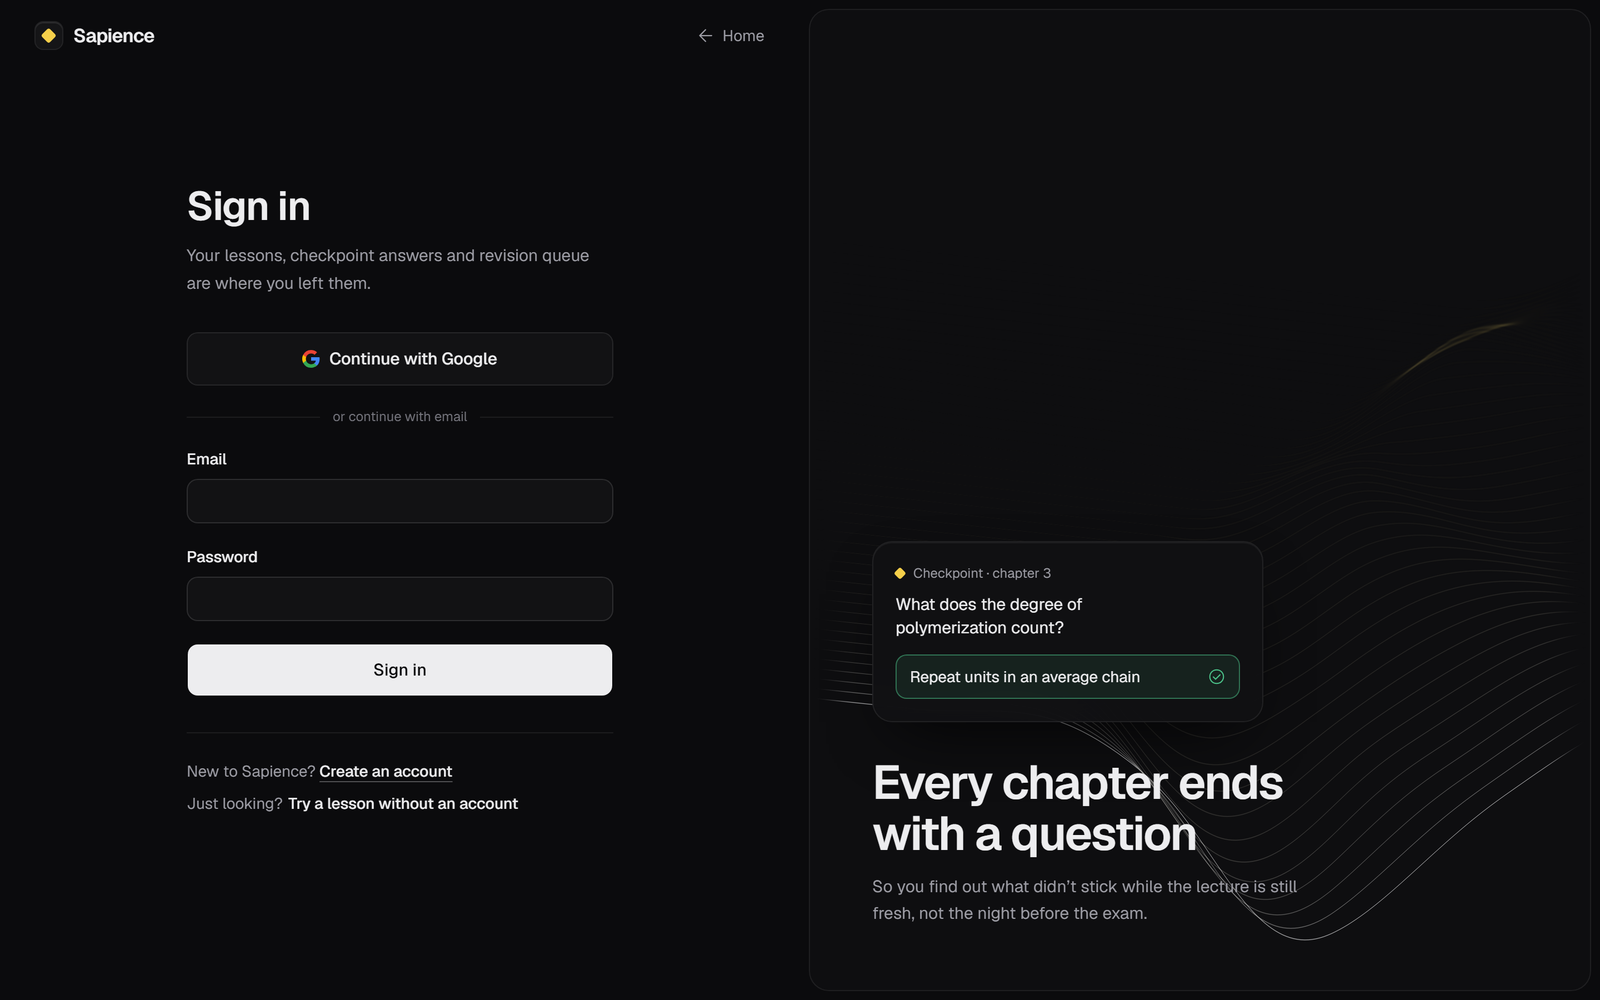 Sapience
Home
Sign in
Your lessons, checkpoint answers and revision queue
are where you left them.
Continue with Google
or continue with email
Email
Password
Sign in
New to Sapience? Create an account
Just looking? Try a lesson without an account
Checkpoint · chapter 3
What does the degree of
polymerization count?
Repeat units in an average chain
Every chapter ends
with a question
So you find out what didn’t stick while the lecture is still
fresh, not the night before the exam.